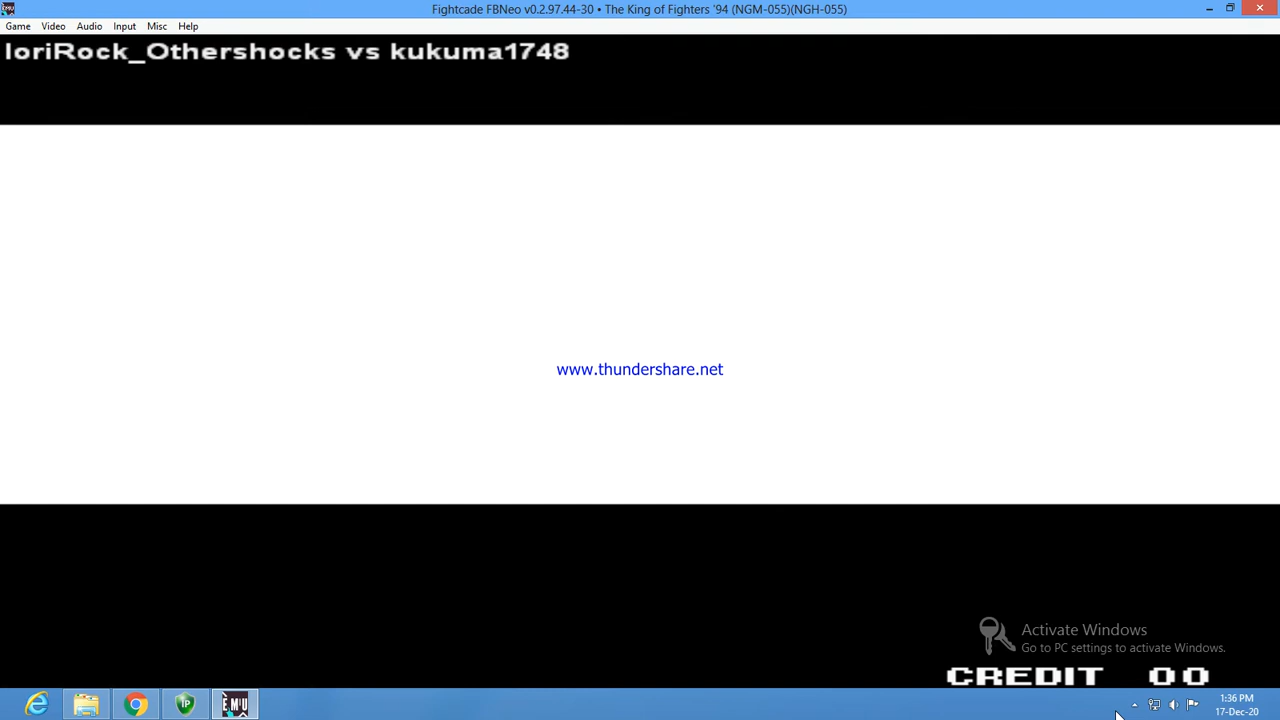 Fightcade FBNeo v0.2.97.44-30 • The King of Fighters '94 (NGM-055)(NGH-055)
Game Video Audio Input Misc Help
IoriRock_Othershocks vs kukuma1748
www.thundershare.net
Activate Windows
Go to PC settings to activate Windows.
CREDIT 00
IP
EMU
1:36 PM
17-Dec-20